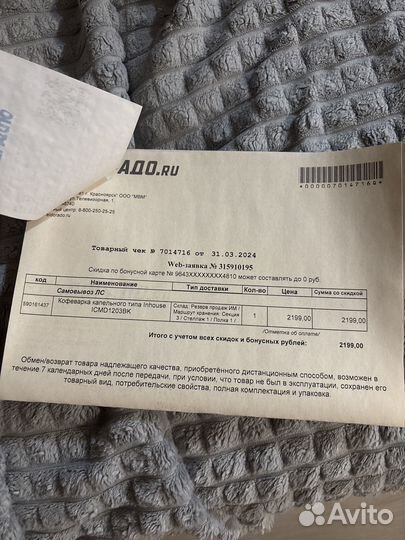 АДО.RU
*0000070147164*
г. Красноярск" ООО "МВМ"
Телевизорная, 1,
центр: 8-800-250-25-25
eldorado.ru
Товарный чек № 7014716 от 31.03.2024
Web-заявка № 315910195
Скидка по бонусной карте № 9643XXXXXXXX4810 может составлять до 0 руб.
код Наименование Тип доставки Кол-во Цена Сумма со скидкой
Самовывоз ЛС
590161437 Кофеварка капельного типа Inhouse ICMD1203BK Склад: Резерв продаж ИМ / Маршрут хранения: Секция 3 / Стеллаж 1 / Полка 1 / 1 2199,00 2199,00
/Отметка об оплате/
Итого с учетом всех скидок и бонусных рублей: 2199,00
Обмен/возврат товара надлежащего качества, приобретённого дистанционным способом, возможен в
течение 7 календарных дней после передачи, при условии, что товар не был в эксплуатации, сохранен его
товарный вид, потребительские свойства, полная комплектация и упаковка.
Avito